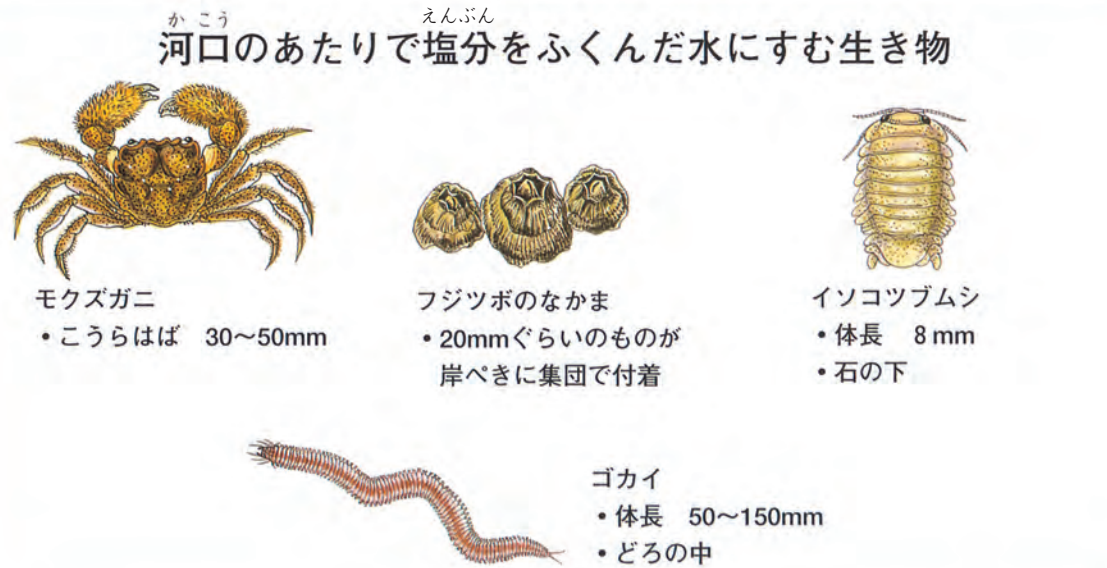 かこう えんぶん
河口のあたりで塩分をふくんだ水にすむ生き物
モクズガニ
・こうらはば 30〜50mm
フジツボのなかま
・20mmぐらいのものが
岸ぺきに集団で付着
イソコツブムシ
・体長 8mm
・石の下
ゴカイ
・体長 50〜150mm
・どろの中